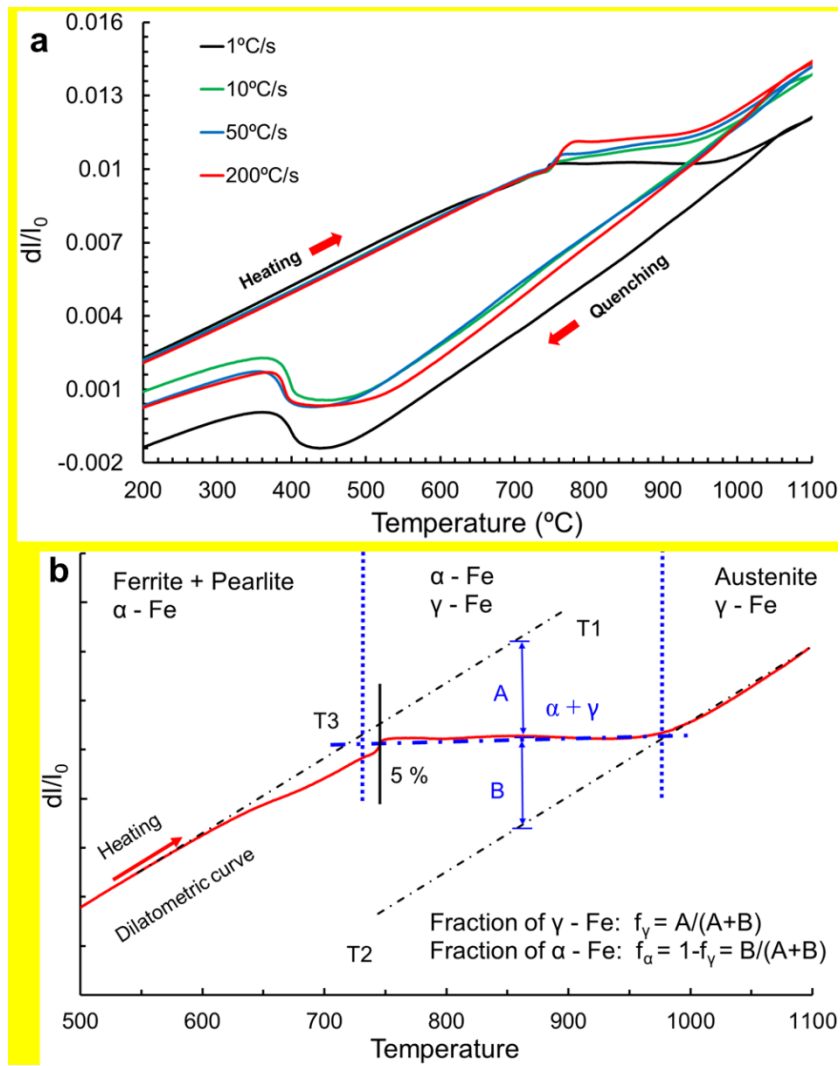 a
0.016
0.013
0.01
0.007
0.004
0.001
-0.002
dl/l₀
1ºC/s
10ºC/s
50ºC/s
200ºC/s
Heating
Quenching
200 300 400 500 600 700 800 900 1000 1100
Temperature (ºC)
b
Ferrite + Pearlite
α - Fe
α - Fe
γ - Fe
Austenite
γ - Fe
T1
A
α + γ
T3
5 %
B
Heating
Dilatometric curve
T2
Fraction of γ - Fe: fᵧ = A/(A+B)
Fraction of α - Fe: fα = 1-fᵧ = B/(A+B)
dl/l₀
500 600 700 800 900 1000 1100
Temperature